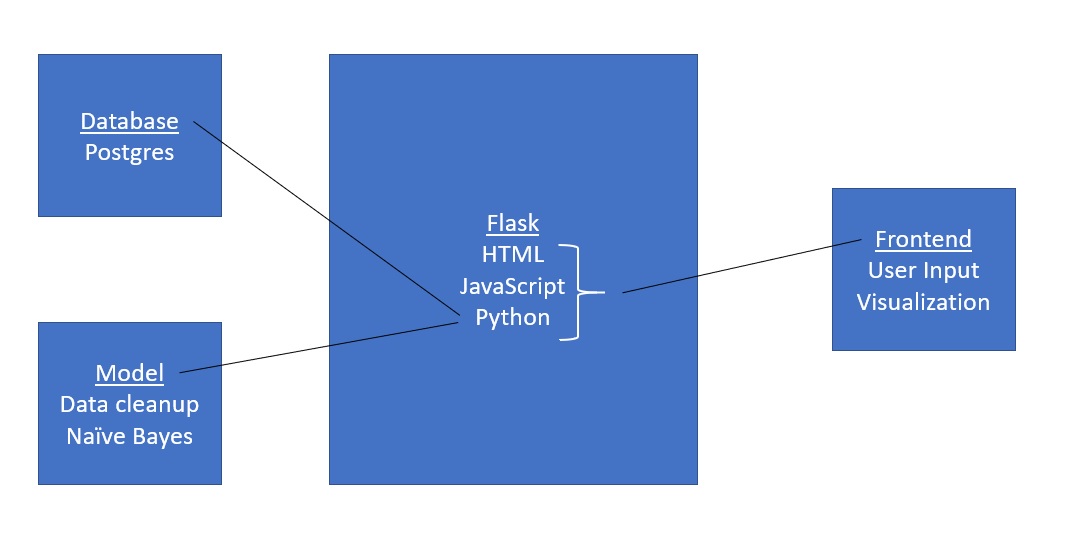 Database
Postgres
Model
Data cleanup
Naïve Bayes
Flask
HTML
JavaScript
Python
Frontend
User Input
Visualization